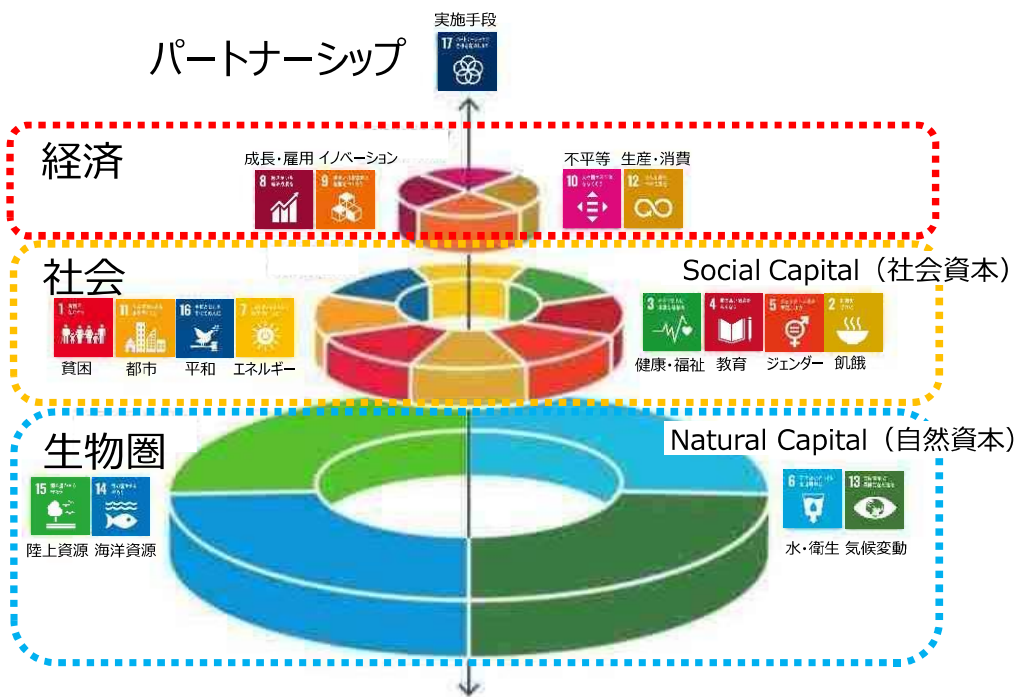 実施手段
パートナーシップ
17
経済
成長・雇用 イノベーション
不平等 生産・消費
8
9
10
12
社会
Social Capital（社会資本）
1
11
16
7
3
4
5
2
貧困 都市 平和 エネルギー
健康・福祉 教育 ジェンダー 飢餓
生物圏
Natural Capital（自然資本）
15
14
6
13
陸上資源 海洋資源
水・衛生 気候変動